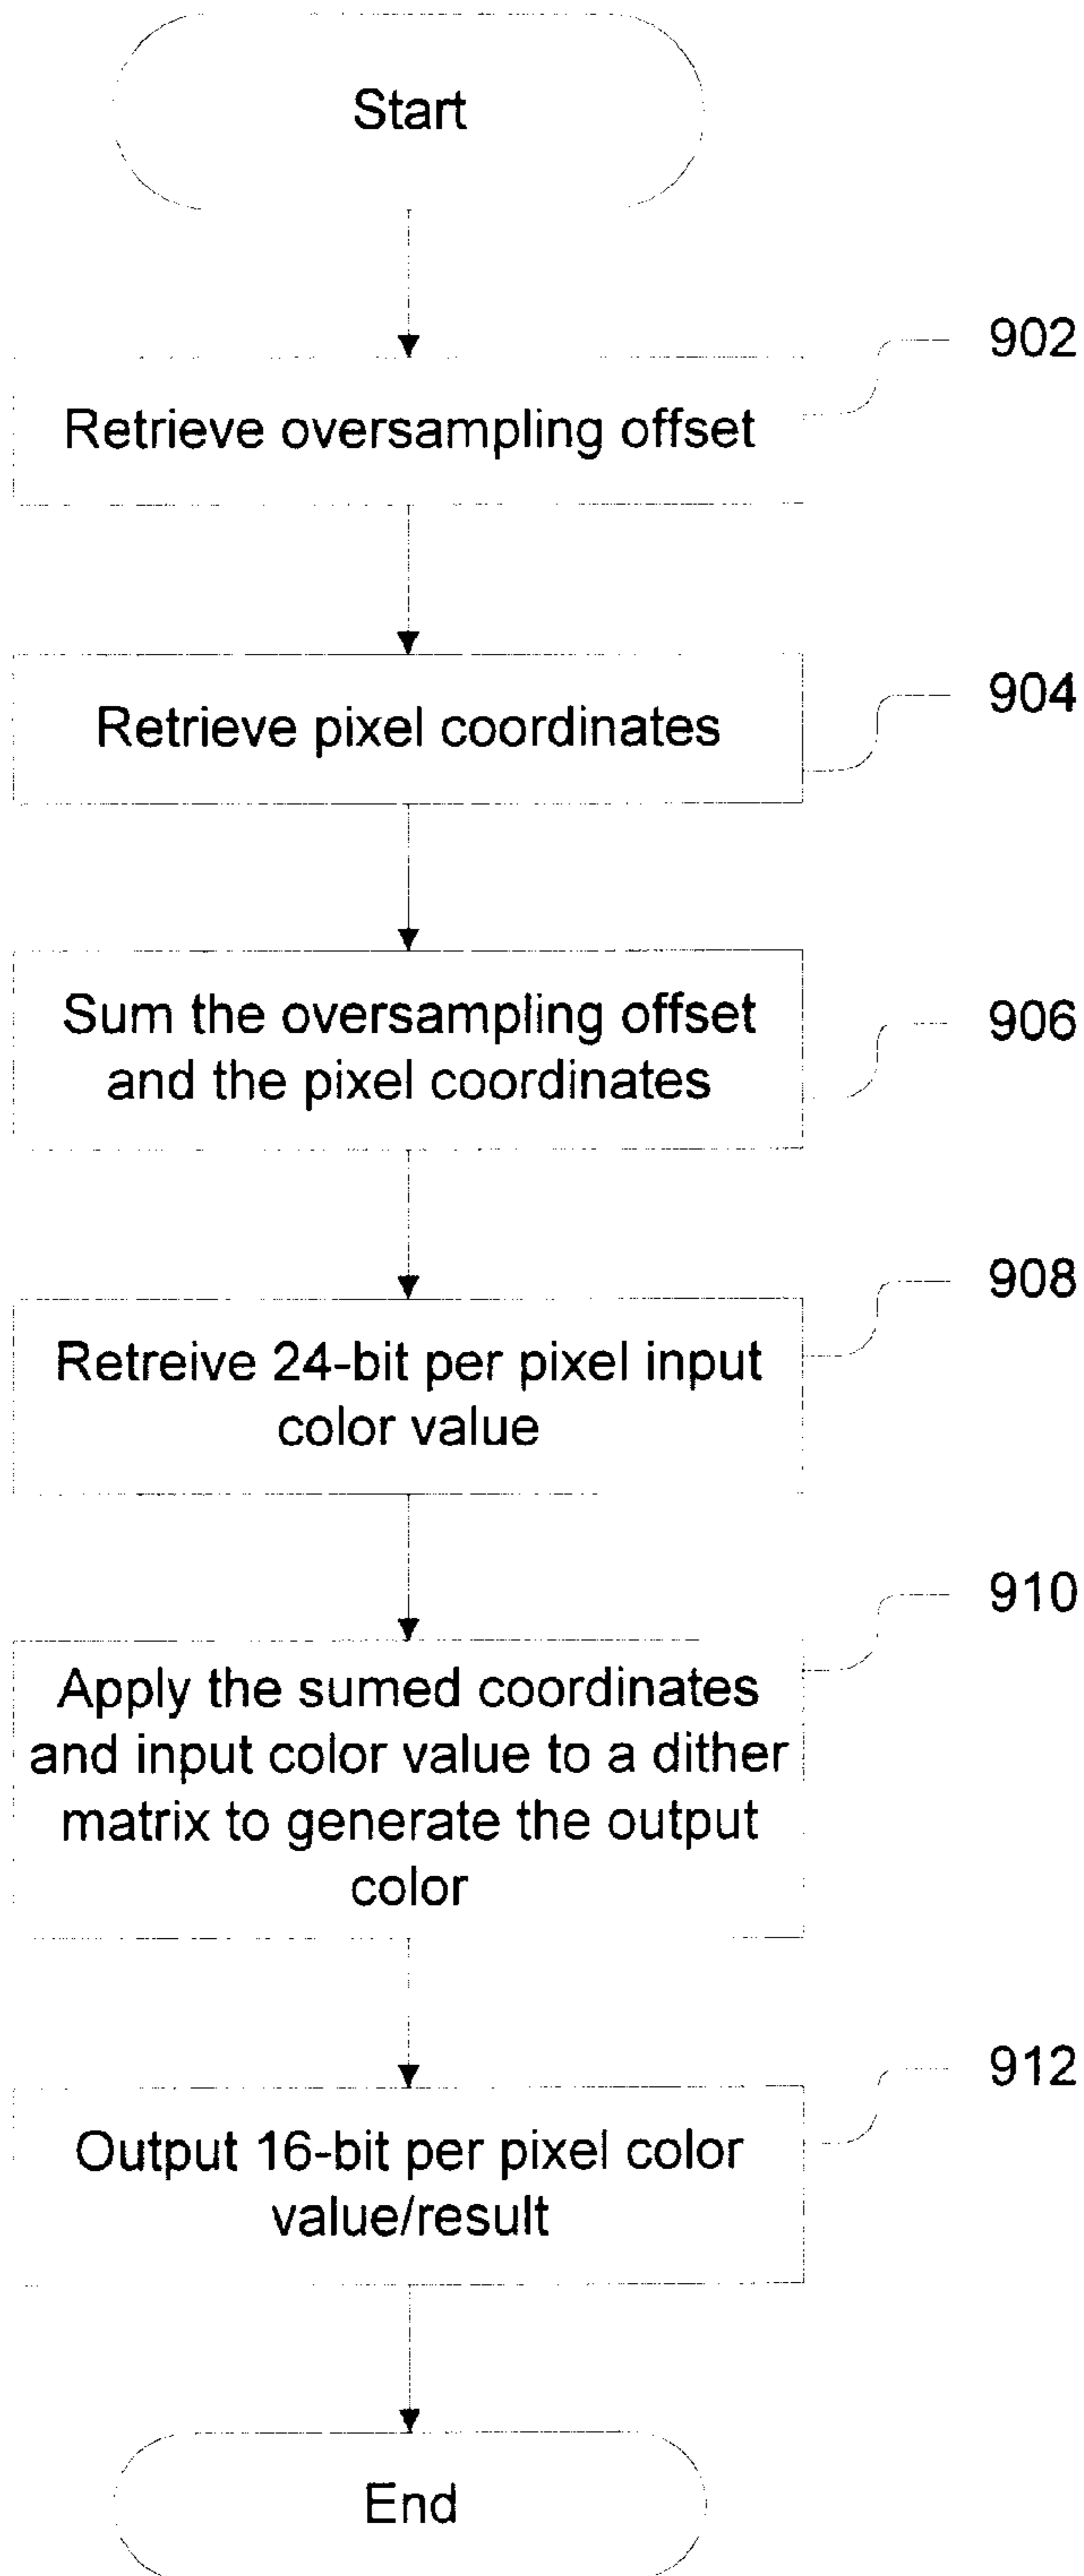 Start
902
Retrieve oversampling offset
904
Retrieve pixel coordinates
906
Sum the oversampling offset
and the pixel coordinates
908
Retreive 24-bit per pixel input
color value
910
Apply the sumed coordinates
and input color value to a dither
matrix to generate the output
color
912
Output 16-bit per pixel color
value/result
End